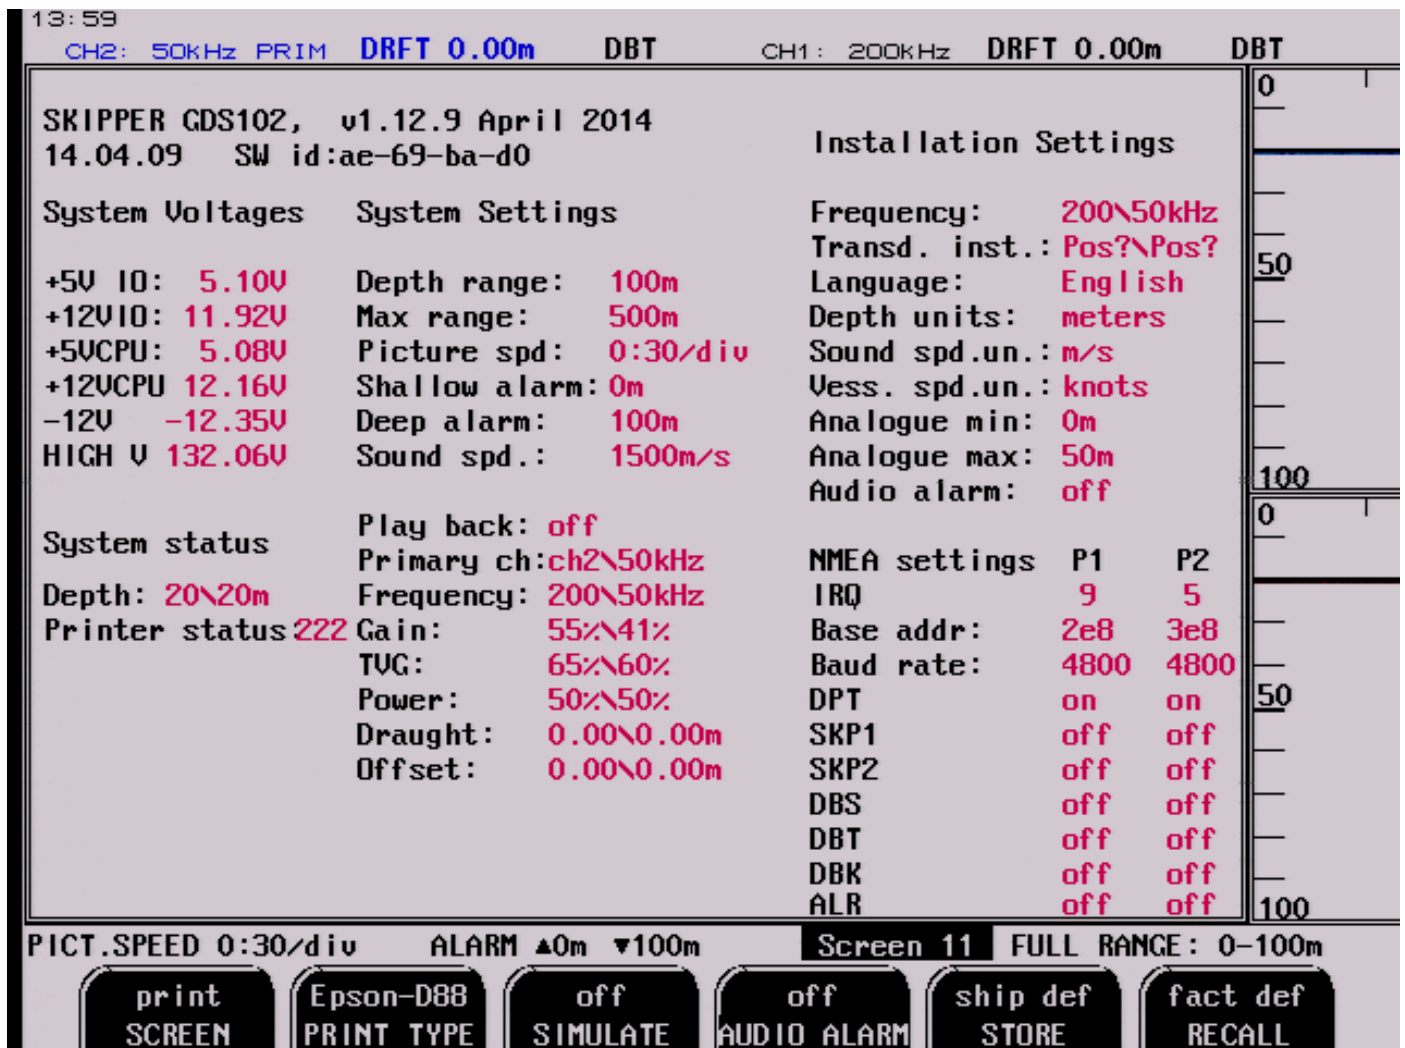 13:59
CH2: 50KHz PRIM DRFT 0.00m DBT CH1: 200KHz DRFT 0.00m DBT
SKIPPER GDS102, v1.12.9 April 2014
14.04.09 SW id:ae-69-ba-d0
Installation Settings
System Voltages System Settings Frequency: 200\50kHz
Transd. inst.: Pos?\Pos?
+5V IO: 5.10V Depth range: 100m Language: English
+12VIO: 11.92V Max range: 500m Depth units: meters
+5VCPU: 5.08V Picture spd: 0:30/div Sound spd.un.: m/s
+12VCPU 12.16V Shallow alarm: 0m Vess. spd.un.: knots
-12V -12.35V Deep alarm: 100m Analogue min: 0m
HIGH V 132.06V Sound spd.: 1500m/s Analogue max: 50m
Audio alarm: off
Play back: off
System status
Primary ch:ch2\50kHz NMEA settings P1 P2
Depth: 20\20m Frequency: 200\50kHz IRQ 9 5
Printer status:222 Gain: 55%\41% Base addr: 2e8 3e8
TVG: 65%\60% Baud rate: 4800 4800
Power: 50%\50% DPT on on
Draught: 0.00\0.00m SKP1 off off
Offset: 0.00\0.00m SKP2 off off
DBS off off
DBT off off
DBK off off
ALR off off
0
50
100
0
50
100
PICT.SPEED 0:30/div ALARM ▲0m ▼100m Screen 11 FULL RANGE: 0-100m
print Epson-D88 off off ship def fact def
SCREEN PRINT TYPE SIMULATE AUDIO ALARM STORE RECALL